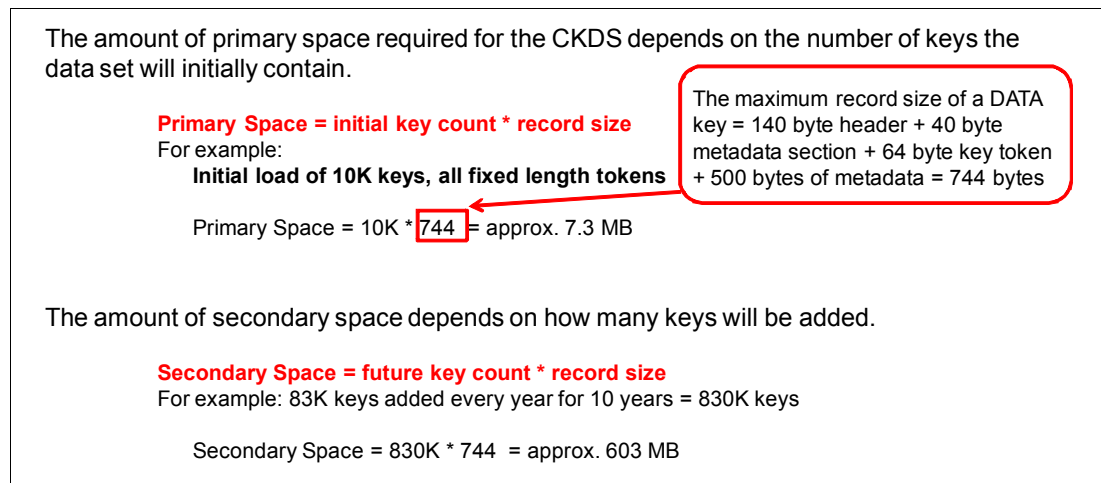 The amount of primary space required for the CKDS depends on the number of keys the
data set will initially contain.
The maximum record size of a DATA
key = 140 byte header + 40 byte
metadata section + 64 byte key token
+ 500 bytes of metadata = 744 bytes
Primary Space = initial key count * record size
For example:
Initial load of 10K keys, all fixed length tokens
Primary Space = 10K * 744 = approx. 7.3 MB
The amount of secondary space depends on how many keys will be added.
Secondary Space = future key count * record size
For example: 83K keys added every year for 10 years = 830K keys
Secondary Space = 830K * 744 = approx. 603 MB